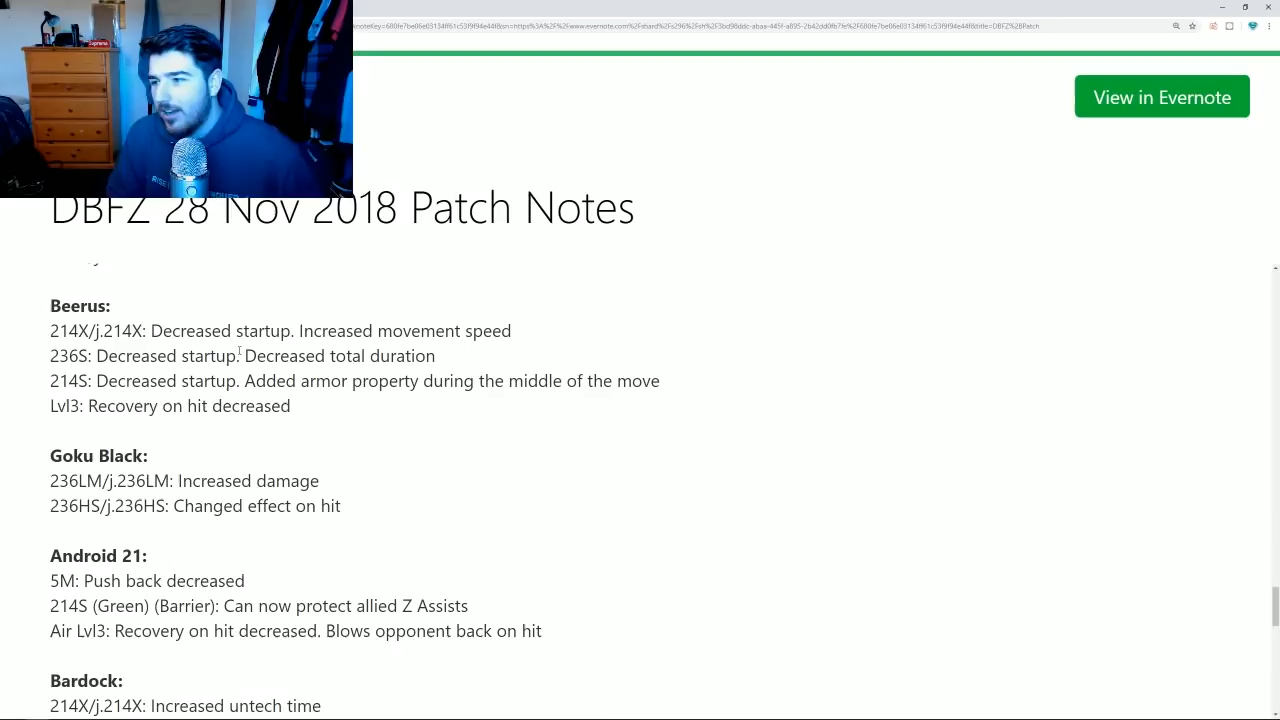 View in Evernote
DBFZ 28 Nov 2018 Patch Notes
Beerus:
214X/j.214X: Decreased startup. Increased movement speed
236S: Decreased startup. Decreased total duration
214S: Decreased startup. Added armor property during the middle of the move
Lvl3: Recovery on hit decreased
Goku Black:
236LM/j.236LM: Increased damage
236HS/j.236HS: Changed effect on hit
Android 21:
5M: Push back decreased
214S (Green) (Barrier): Can now protect allied Z Assists
Air Lvl3: Recovery on hit decreased. Blows opponent back on hit
Bardock:
214X/j.214X: Increased untech time